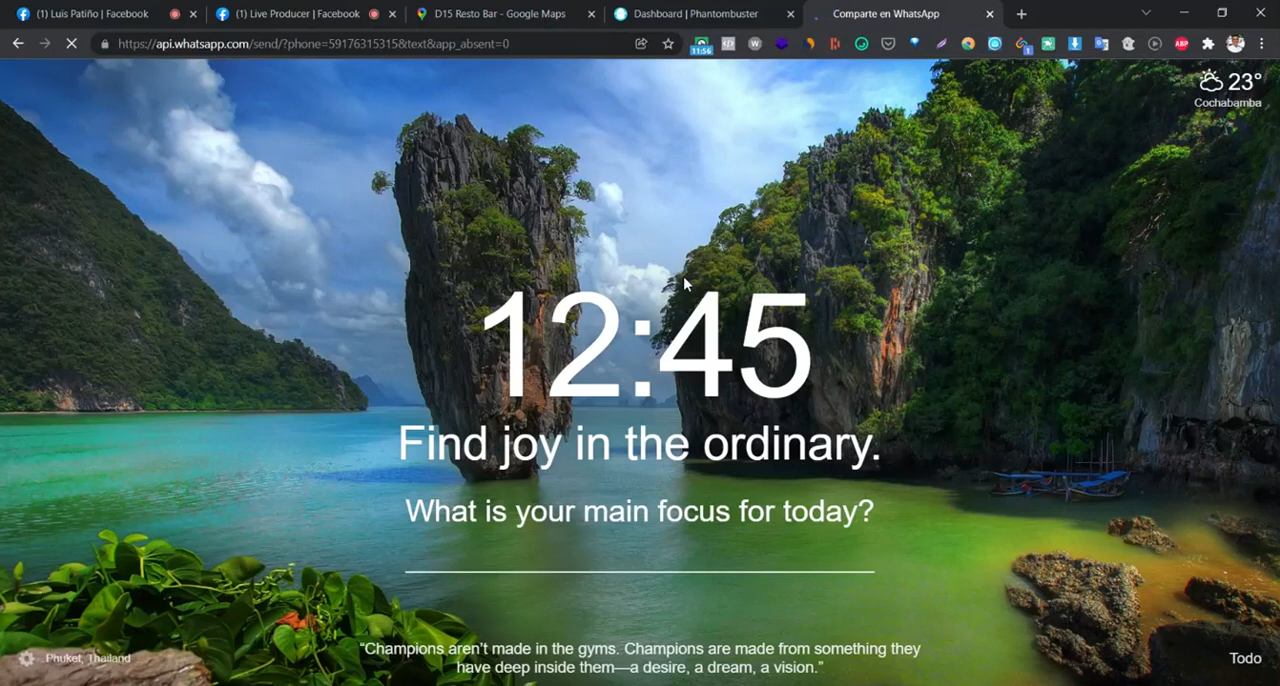 (1) Luis Patiño | Facebook
(1) Live Producer | Facebook
D15 Resto Bar - Google Maps
Dashboard | Phantombuster
Comparte en WhatsApp
https://api.whatsapp.com/send/?phone=59176315315&text&app_absent=0
11:56
W
1
ABP
23°
Cochabamba
12:45
Find joy in the ordinary.
What is your main focus for today?
“Champions aren't made in the gyms. Champions are made from something they
have deep inside them—a desire, a dream, a vision.”
Phuket, Thailand
Todo